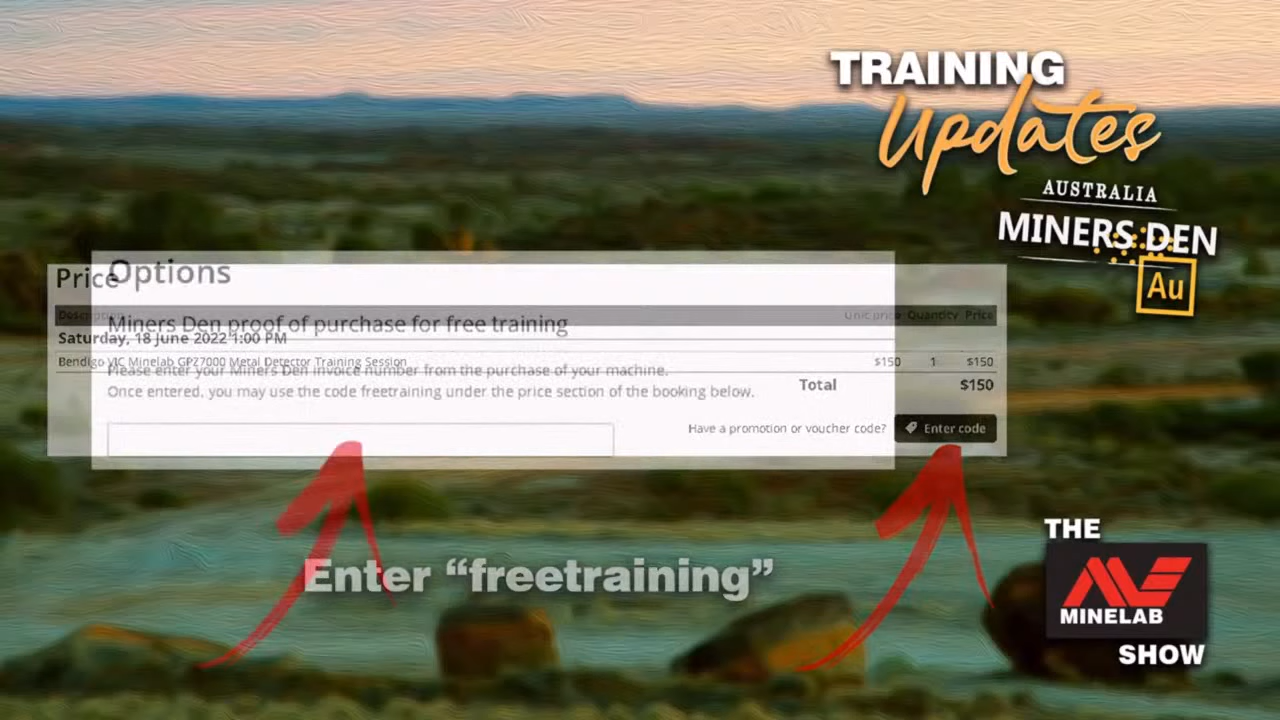 TRAINING
Updates
AUSTRALIA
MINERS DEN
Au
Options
Price
Miners Den proof of purchase for free training
Description Unit price Quantity Price
Saturday, 18 June 2022 1:00 PM
Bendigo VIC Minelab GPZ7000 Metal Detector Training Session $150 1 $150
Please enter your Miners Den invoice number from the purchase of your machine.
Total $150
Once entered, you may use the code freetraining under the price section of the booking below.
Have a promotion or voucher code? Enter code
Enter “freetraining”
THE
MINELAB
SHOW